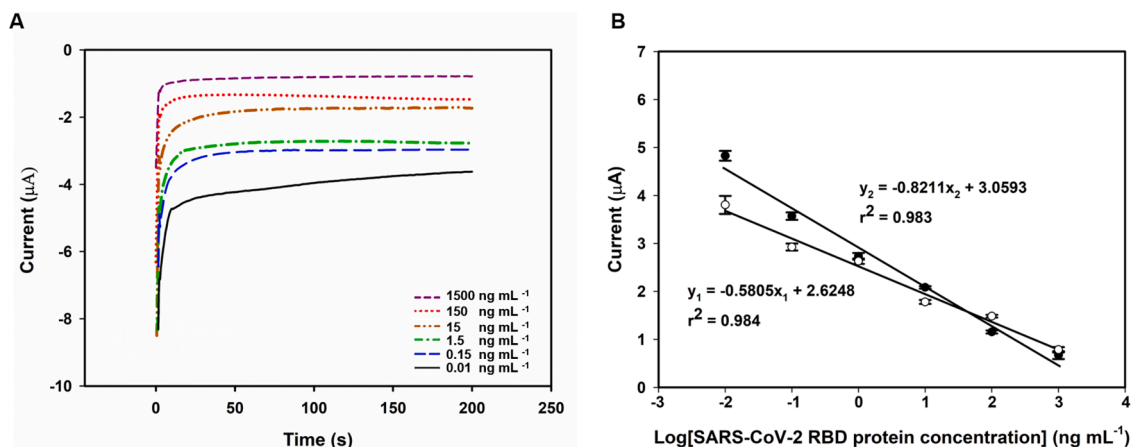 A
Current (μA)
0
-2
-4
-6
-8
-10
1500 ng mL -1
150 ng mL -1
15 ng mL -1
1.5 ng mL -1
0.15 ng mL -1
0.01 ng mL -1
0 50 100 150 200 250
Time (s)
B
Current (μA)
7
6
5
4
3
2
1
0
y2 = -0.8211x2 + 3.0593
r2 = 0.983
y1 = -0.5805x1 + 2.6248
r2 = 0.984
-3 -2 -1 0 1 2 3 4
Log[SARS-CoV-2 RBD protein concentration] (ng mL-1)